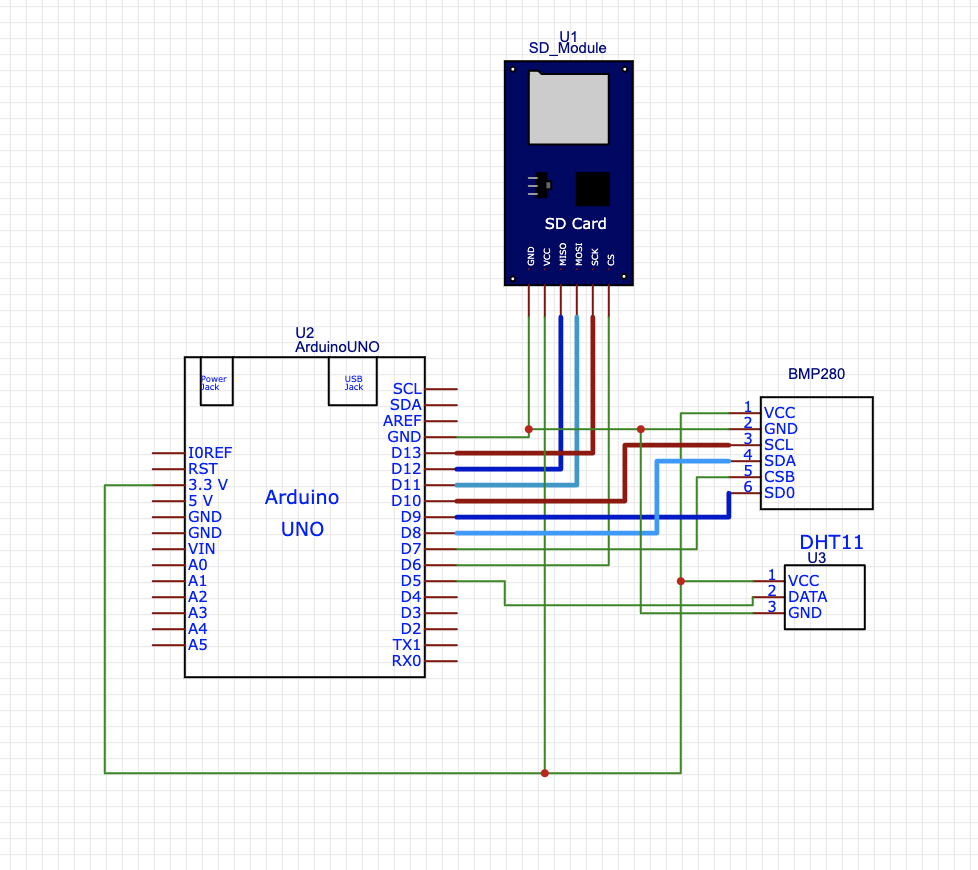 U1
SD_Module
SD Card
GND
VCC
MISO
MOSI
SCK
CS
U2
ArduinoUNO
Power
Jack
USB
Jack
SCL
SDA
AREF
GND
D13
D12
D11
D10
D9
D8
D7
D6
D5
D4
D3
D2
TX1
RX0
I0REF
RST
3.3 V
5 V
GND
GND
VIN
A0
A1
A2
A3
A4
A5
Arduino
UNO
BMP280
1 VCC
2 GND
3 SCL
4 SDA
5 CSB
6 SD0
DHT11
U3
1 VCC
2 DATA
3 GND